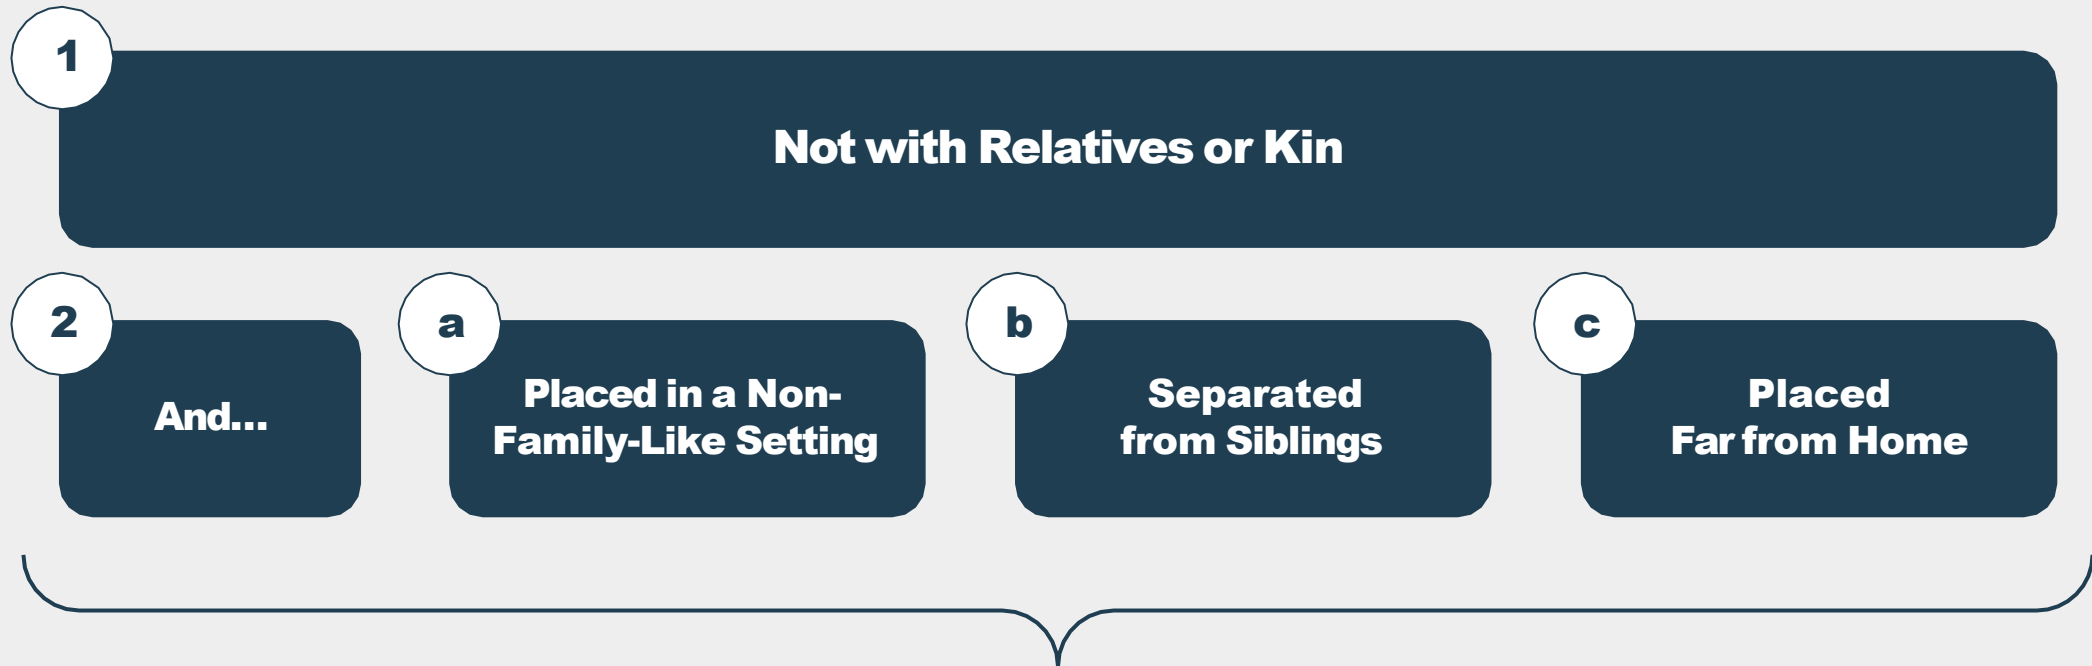 1
Not with Relatives or Kin
2
And...
a
Placed in a Non-
Family-Like Setting
b
Separated
from Siblings
c
Placed
Far from Home